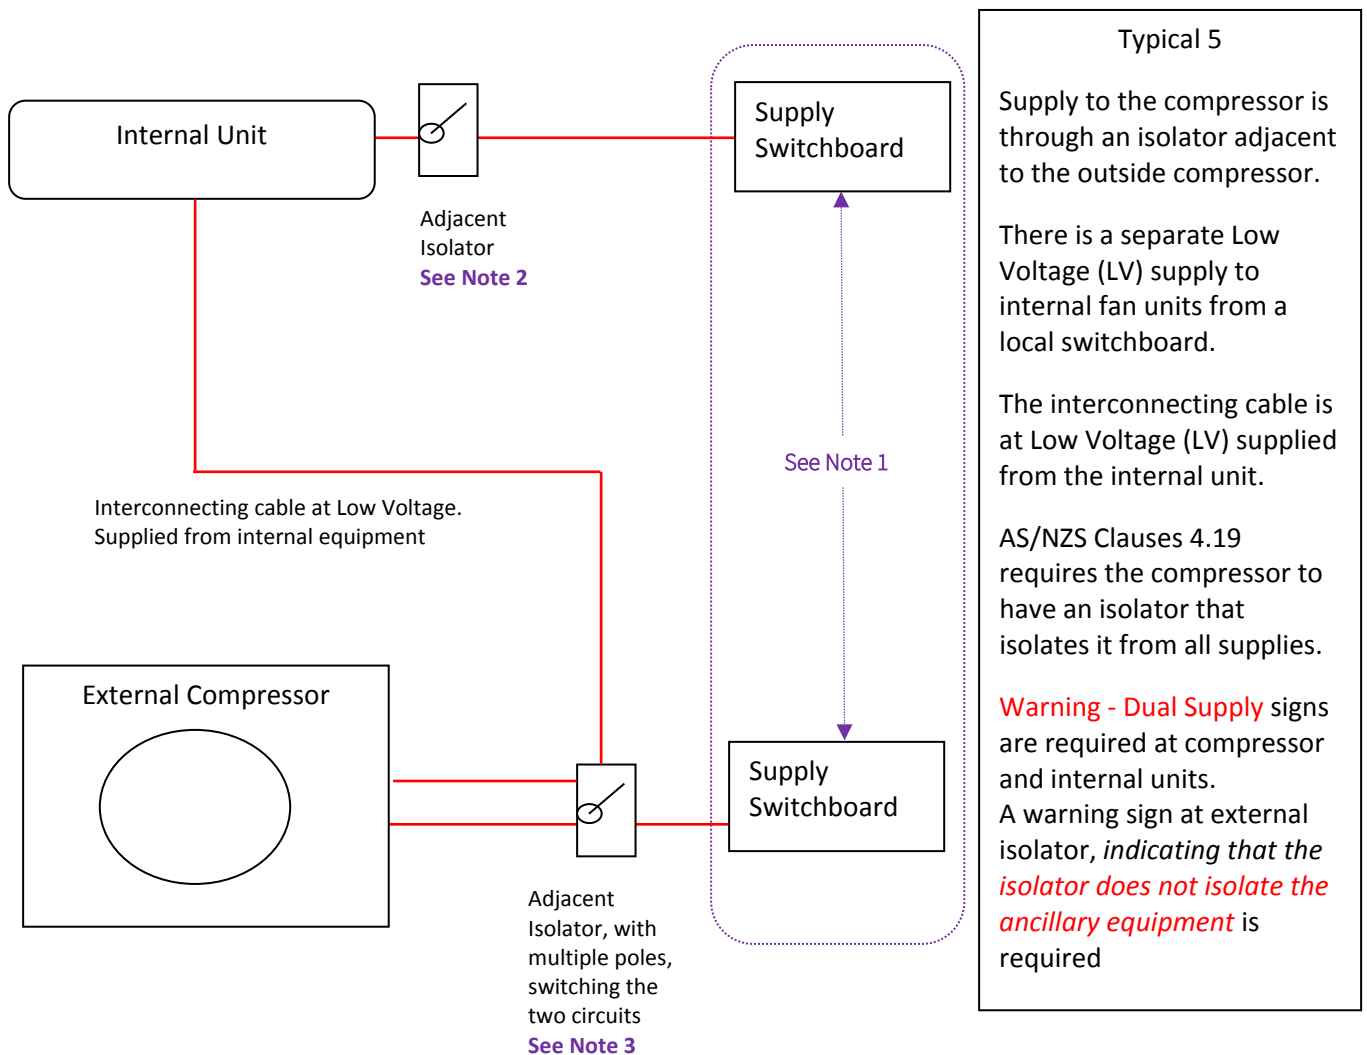 Internal Unit
Adjacent
Isolator
See Note 2
Supply
Switchboard
See Note 1
Interconnecting cable at Low Voltage.
Supplied from internal equipment
External Compressor
Supply
Switchboard
Adjacent
Isolator, with
multiple poles,
switching the
two circuits
See Note 3
Typical 5
Supply to the compressor is
through an isolator adjacent
to the outside compressor.
There is a separate Low
Voltage (LV) supply to
internal fan units from a
local switchboard.
The interconnecting cable is
at Low Voltage (LV) supplied
from the internal unit.
AS/NZS Clauses 4.19
requires the compressor to
have an isolator that
isolates it from all supplies.
Warning - Dual Supply signs
are required at compressor
and internal units.
A warning sign at external
isolator, indicating that the
isolator does not isolate the
ancillary equipment is
required